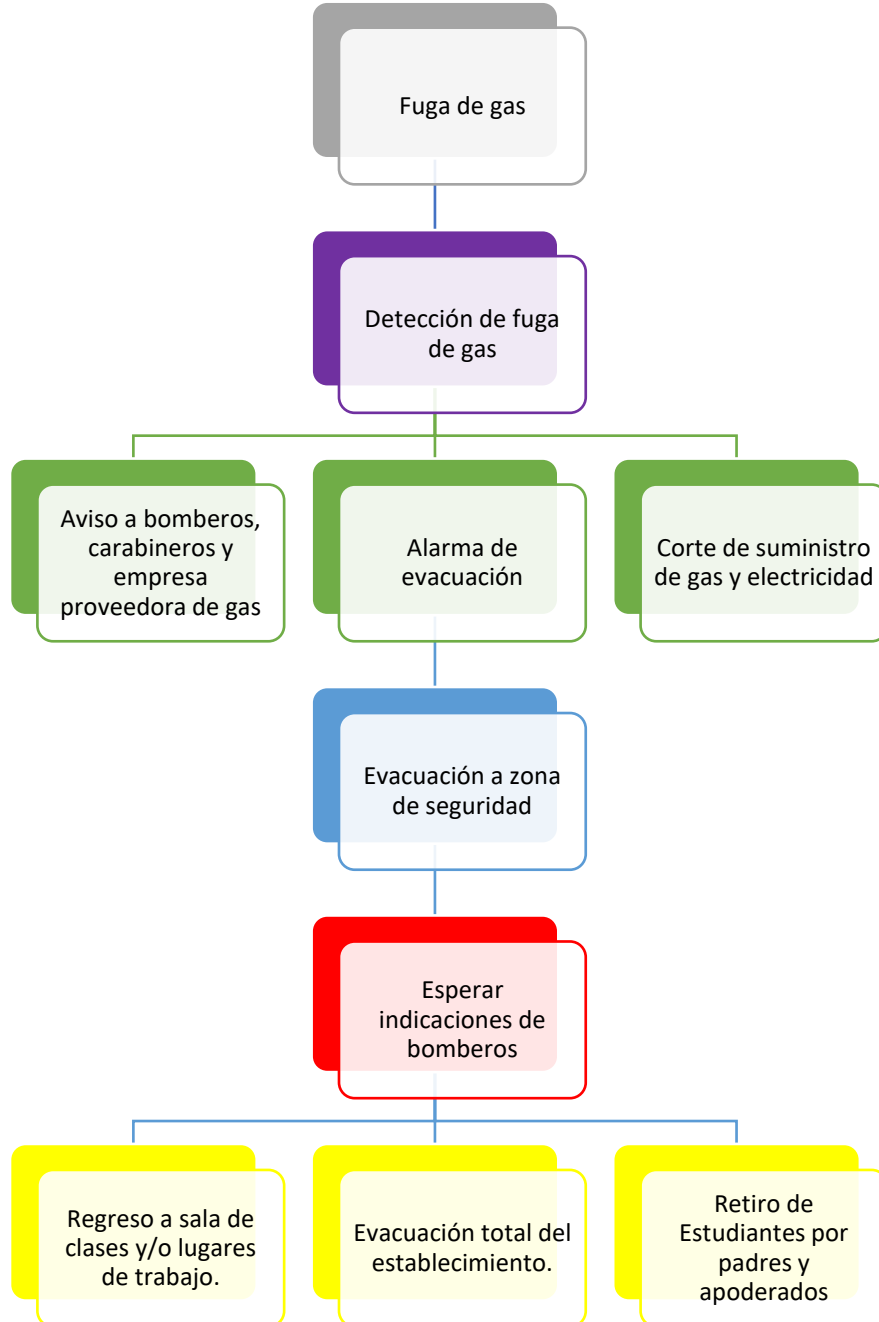 Fuga de gas
Detección de fuga
de gas
Aviso a bomberos,
carabineros y
empresa
proveedora de gas
Alarma de
evacuación
Corte de suministro
de gas y electricidad
Evacuación a zona
de seguridad
Esperar
indicaciones de
bomberos
Regreso a sala de
clases y/o lugares
de trabajo.
Evacuación total del
establecimiento.
Retiro de
Estudiantes por
padres y
apoderados